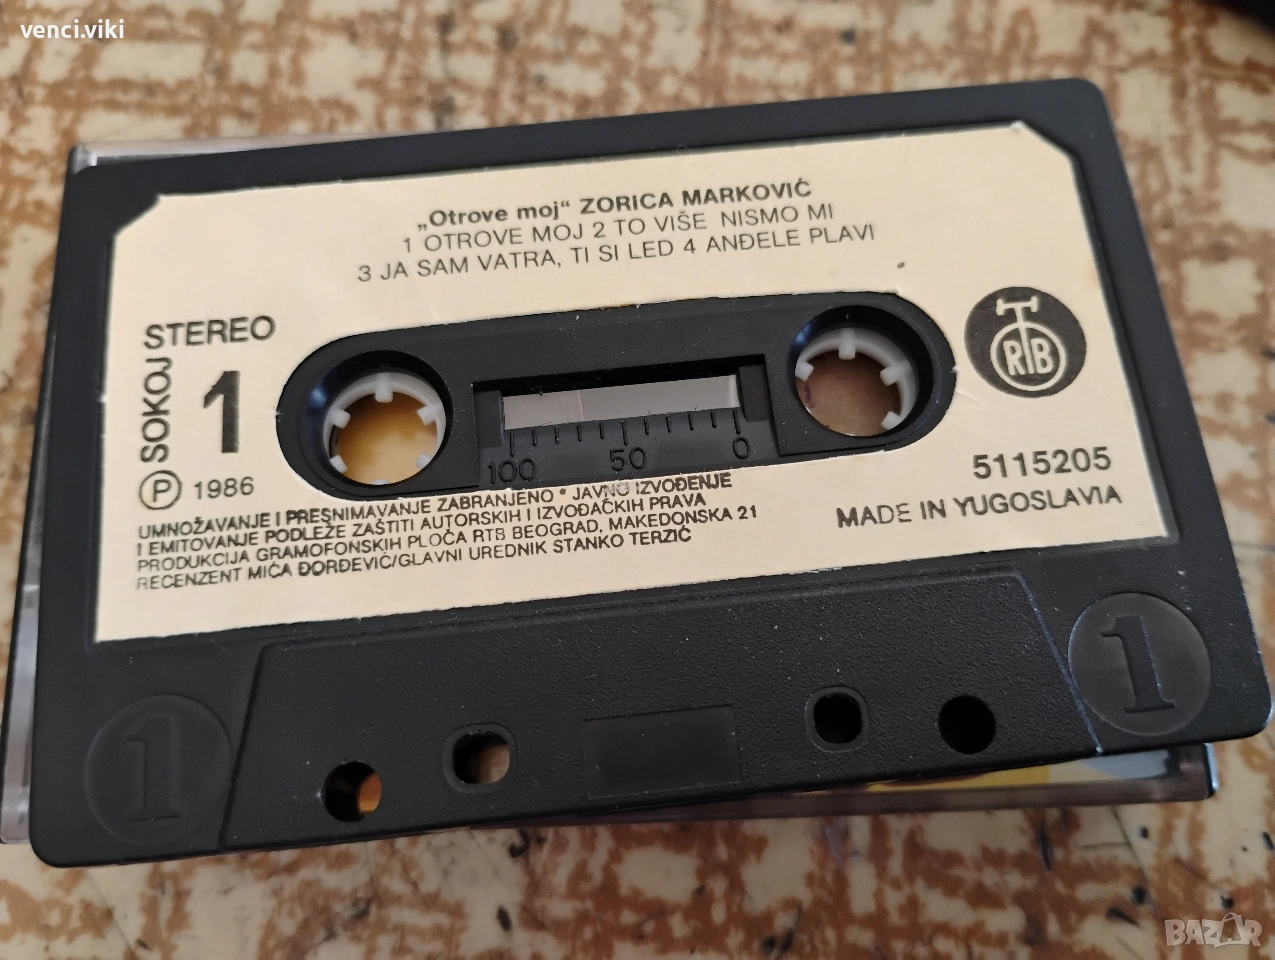 venci.viki
„Otrove moj“ ZORICA MARKOVIĆ
1 OTROVE MOJ 2 TO VIŠE NISMO MI
3 JA SAM VATRA, TI SI LED 4 ANĐELE PLAVI
STEREO
SOKOJ
1
RTB
100 50 0
Ⓟ 1986
5115205
MADE IN YUGOSLAVIA
UMNOŽAVANJE I PRESNIMAVANJE ZABRANJENO * JAVNO IZVOĐENJE
I EMITOVANJE PODLEŽE ZAŠTITI AUTORSKIH I IZVOĐAČKIH PRAVA
PRODUKCIJA GRAMOFONSKIH PLOČA RTB BEOGRAD, MAKEDONSKA 21
RECENZENT MIĆA ĐORĐEVIĆ/GLAVNI UREDNIK STANKO TERZIĆ
1
1
BAZAR